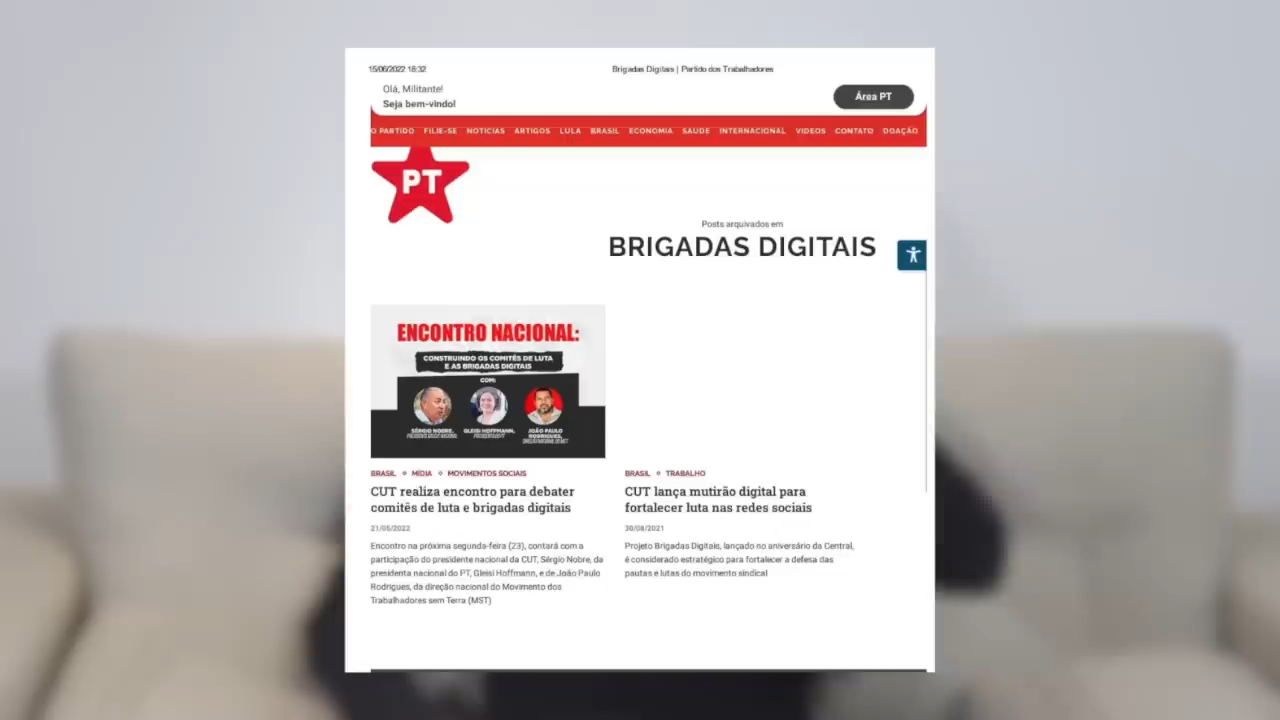 15/06/2022 18:32
Brigadas Digitais | Partido dos Trabalhadores
Olá, Militante!
Seja bem-vindo!
Área PT
O PARTIDO FILIE-SE NOTÍCIAS ARTIGOS LULA BRASIL ECONOMIA SAÚDE INTERNACIONAL VÍDEOS CONTATO DOAÇÃO
PT
Posts arquivados em
BRIGADAS DIGITAIS
ENCONTRO NACIONAL:
CONSTRUINDO OS COMITÊS DE LUTA
E AS BRIGADAS DIGITAIS
COM:
SÉRGIO NOBRE,
GLEISI HOFFMANN,
JOÃO PAULO
RODRIGUES,
BRASIL MÍDIA MOVIMENTOS SOCIAIS
CUT realiza encontro para debater
comitês de luta e brigadas digitais
21/05/2022
Encontro na próxima segunda-feira (23), contará com a
participação do presidente nacional da CUT, Sérgio Nobre, da
presidenta nacional do PT, Gleisi Hoffmann, e de João Paulo
Rodrigues, da direção nacional do Movimento dos
Trabalhadores sem Terra (MST)
BRASIL TRABALHO
CUT lança mutirão digital para
fortalecer luta nas redes sociais
30/08/2021
Projeto Brigadas Digitais, lançado no aniversário da Central,
é considerado estratégico para fortalecer a defesa das
pautas e lutas do movimento sindical